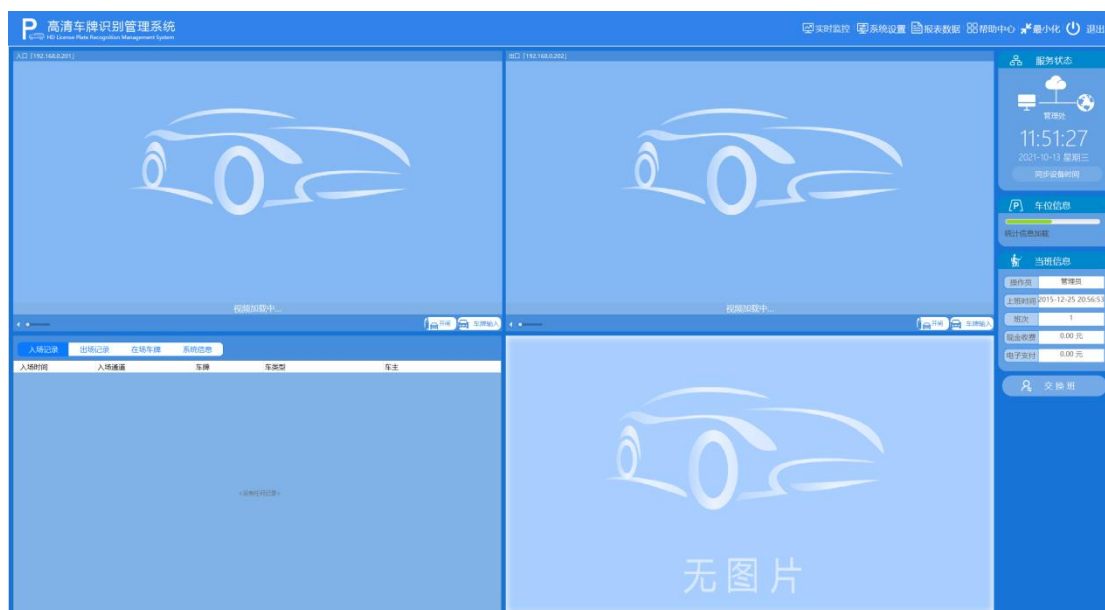 高清车牌识别管理系统
HD License Plate Recognition Management System
实时监控 系统设置 报表数据 帮助中心 最小化 退出
入口「192.168.0.201」
出口「192.168.0.202」
视频加载中...
视频加载中...
开闸 车牌输入
开闸 车牌输入
入场记录 出场记录 在场车牌 系统信息
入场时间 入场通道 车牌 车类型 车主
<没有任何记录>
无图片
服务状态
管理处
11:51:27
2021-10-13 星期三
同步设备时间
车位信息
统计信息加载
当班信息
操作员 管理员
上班时间 2015-12-25 20:56:53
班次 1
现金收费 0.00 元
电子支付 0.00 元
交换班